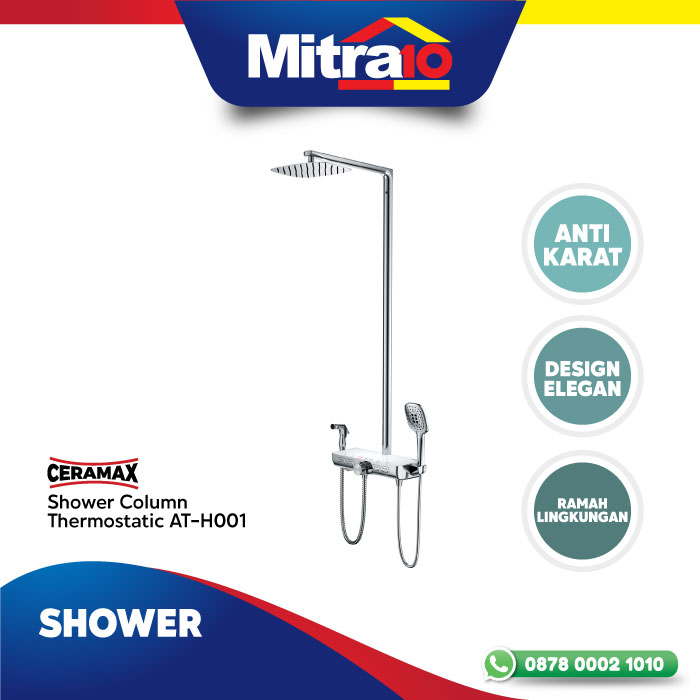 Mitra10
ANTI
KARAT
DESIGN
ELEGAN
CERAMAX
Shower Column
Thermostatic AT-H001
RAMAH
LINGKUNGAN
SHOWER
0878 0002 1010